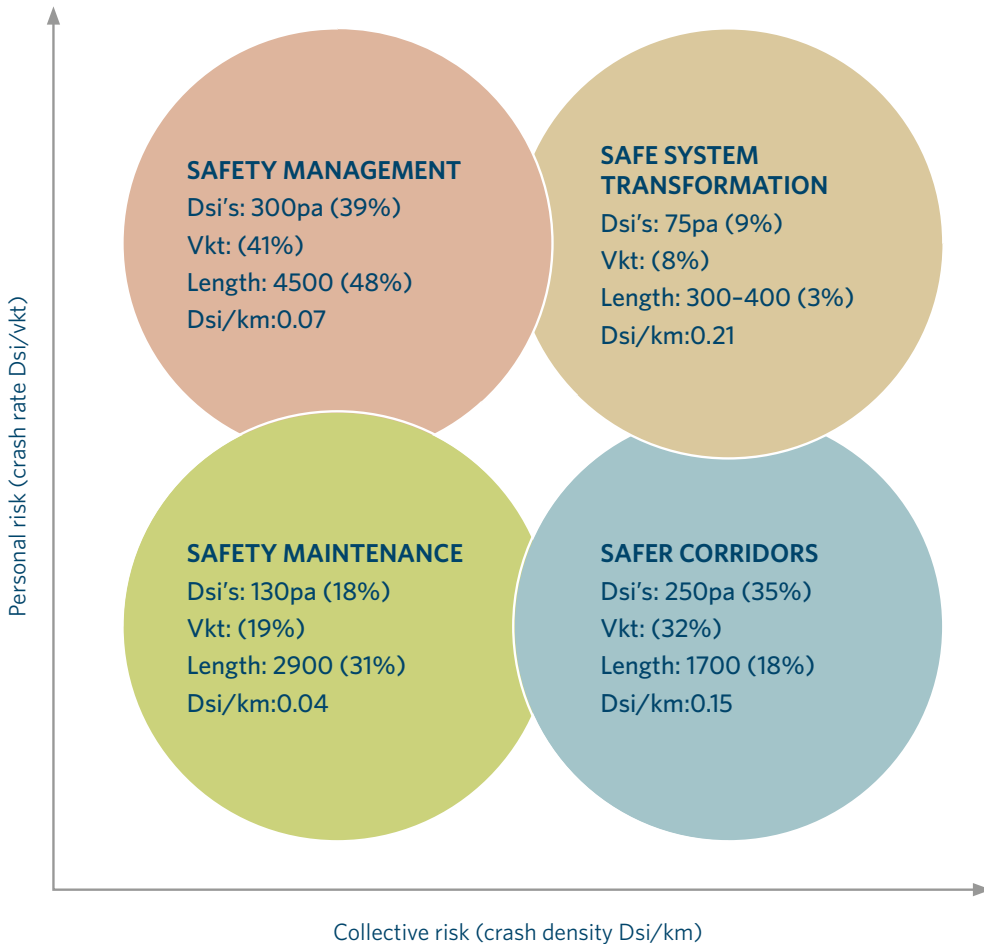 Personal risk (crash rate Dsi/vkt)
SAFETY MANAGEMENT
Dsi's: 300pa (39%)
Vkt: (41%)
Length: 4500 (48%)
Dsi/km:0.07
SAFE SYSTEM
TRANSFORMATION
Dsi's: 75pa (9%)
Vkt: (8%)
Length: 300–400 (3%)
Dsi/km:0.21
SAFETY MAINTENANCE
Dsi's: 130pa (18%)
Vkt: (19%)
Length: 2900 (31%)
Dsi/km:0.04
SAFER CORRIDORS
Dsi's: 250pa (35%)
Vkt: (32%)
Length: 1700 (18%)
Dsi/km:0.15
Collective risk (crash density Dsi/km)